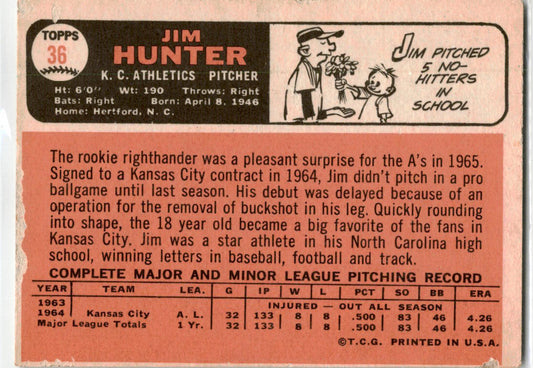 TOPPS
36
JIM
HUNTER
K. C. ATHLETICS PITCHER
Ht: 6'0" Wt: 190 Throws: Right
Bats: Right Born: April 8, 1946
Home: Hertford, N. C.
JIM PITCHED
5 NO-
HITTERS
IN
SCHOOL
The rookie righthander was a pleasant surprise for the A's in 1965.
Signed to a Kansas City contract in 1964, Jim didn't pitch in a pro
ballgame until last season. His debut was delayed because of an
operation for the removal of buckshot in his leg. Quickly rounding
into shape, the 18 year old became a big favorite of the fans in
Kansas City. Jim was a star athlete in his North Carolina high
school, winning letters in baseball, football and track.
COMPLETE MAJOR AND MINOR LEAGUE PITCHING RECORD
YEAR TEAM LEA. G IP W L PCT SO BB ERA
1963 INJURED — OUT ALL SEASON
1964 Kansas City A. L. 32 133 8 8 .500 83 46 4.26
Major League Totals 1 Yr. 32 133 8 8 .500 83 46 4.26
©T.C.G. PRINTED IN U.S.A.